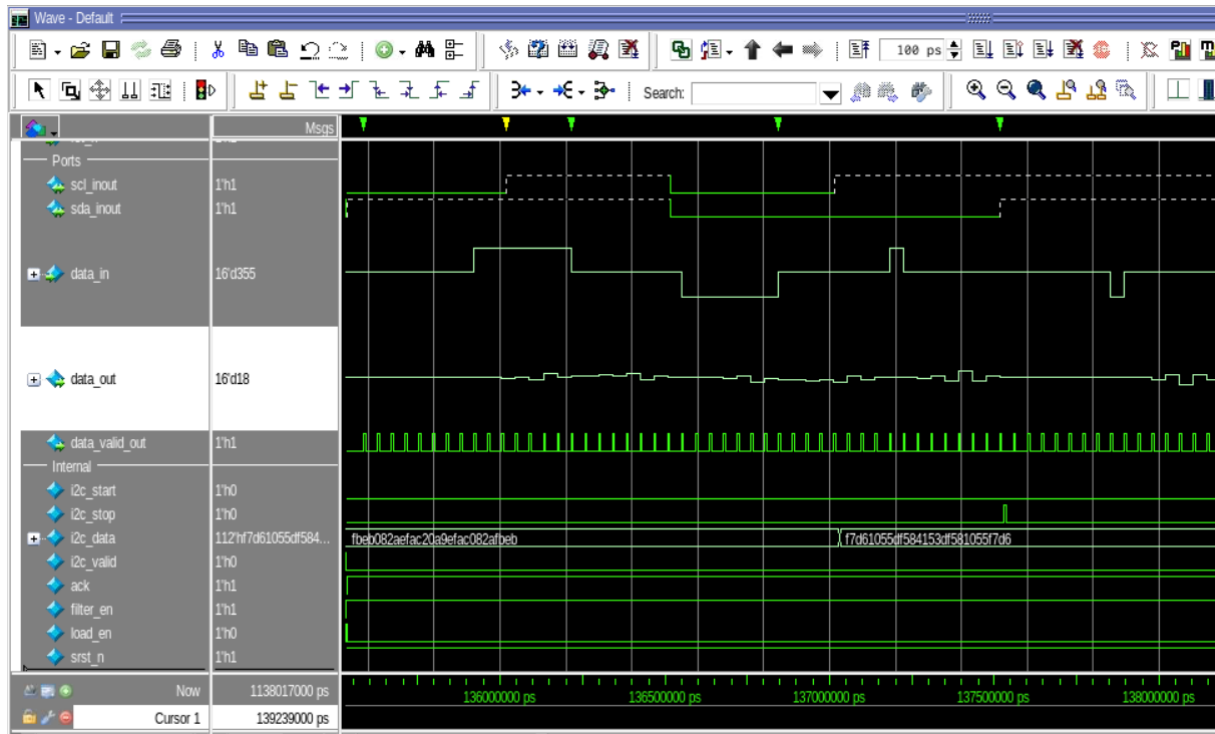 Wave - Default
100 ps
Search:
Msgs
Ports
scl_inout 1'h1
sda_inout 1'h1
data_in 16'd355
data_out 16'd18
data_valid_out 1'h1
Internal
i2c_start 1'h0
i2c_stop 1'h0
i2c_data 112'hf7d61055df584... fbeb082aefac20a9efac082afbeb f7d61055df584153df581055f7d6
i2c_valid 1'h0
ack 1'h1
filter_en 1'h1
load_en 1'h0
srst_n 1'h1
Now 1138017000 ps
136000000 ps 136500000 ps 137000000 ps 137500000 ps 138000000 ps
Cursor 1 139239000 ps